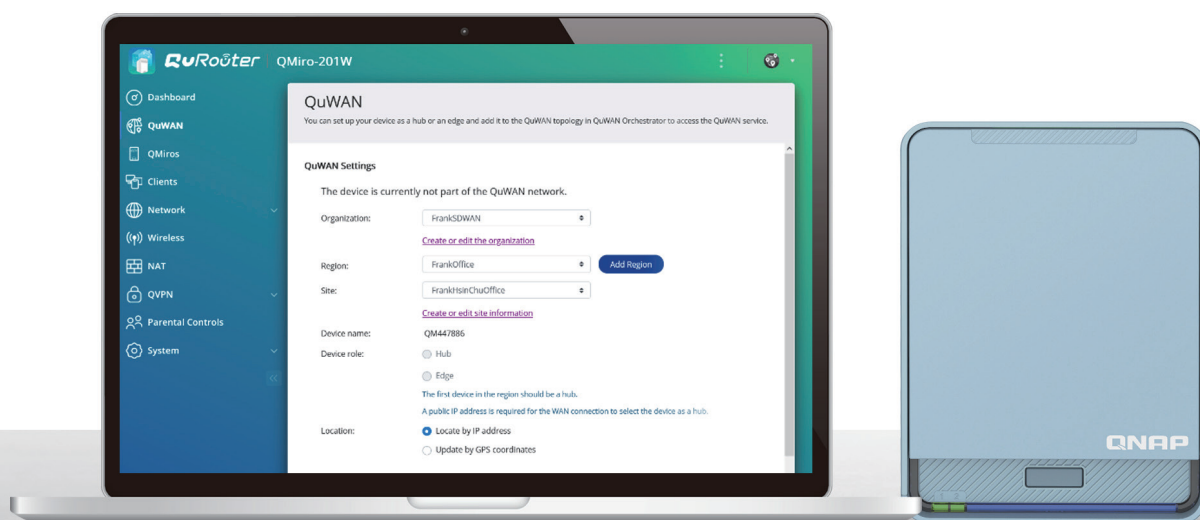 QuRouter QMiro-201W
Dashboard
QuWAN
QMiros
Clients
Network
Wireless
NAT
QVPN
Parental Controls
System
QuWAN
You can set up your device as a hub or an edge and add it to the QuWAN topology in QuWAN Orchestrator to access the QuWAN service.
QuWAN Settings
The device is currently not part of the QuWAN network.
Organization: FrankSDWAN
Create or edit the organization
Region: FrankOffice Add Region
Site: FrankHsinChuOffice
Create or edit site information
Device name: QM447886
Device role: Hub
Edge
The first device in the region should be a hub.
A public IP address is required for the WAN connection to select the device as a hub.
Location: Locate by IP address
Update by GPS coordinates
QNAP
1 2